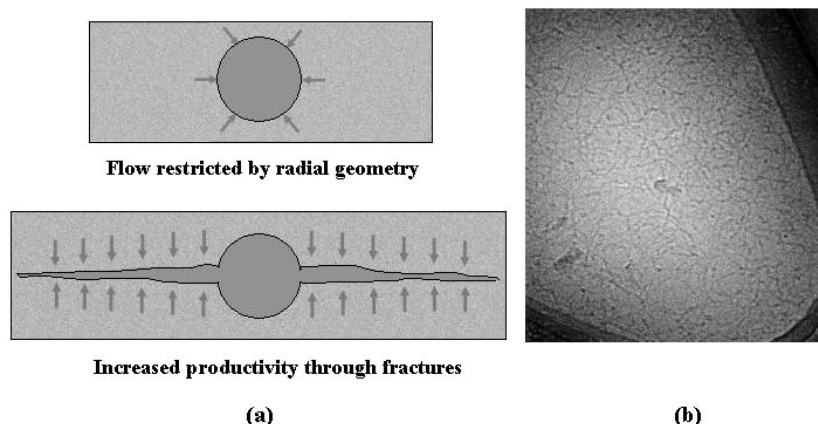 Flow restricted by radial geometry
Increased productivity through fractures
(a)
(b)